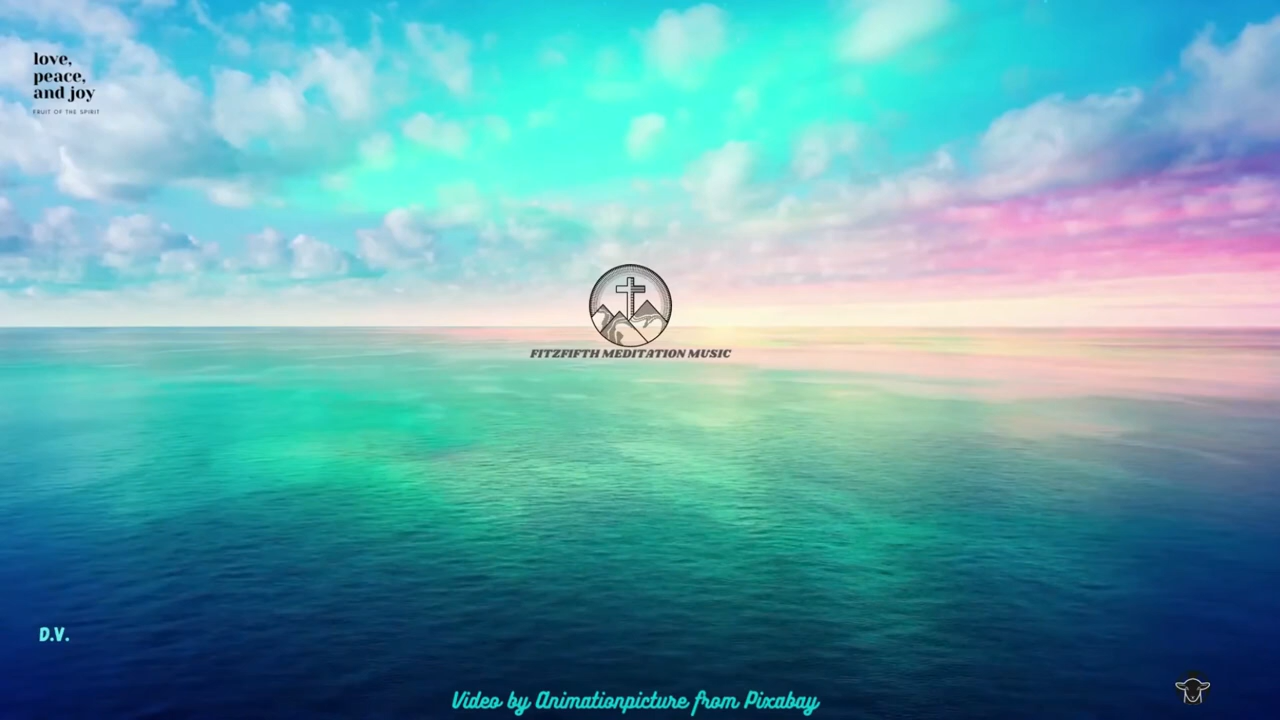 love,
peace,
and joy
FRUIT OF THE SPIRIT
FITZFIFTH MEDITATION MUSIC
D.V.
Video by Animationpicture from Pixabay